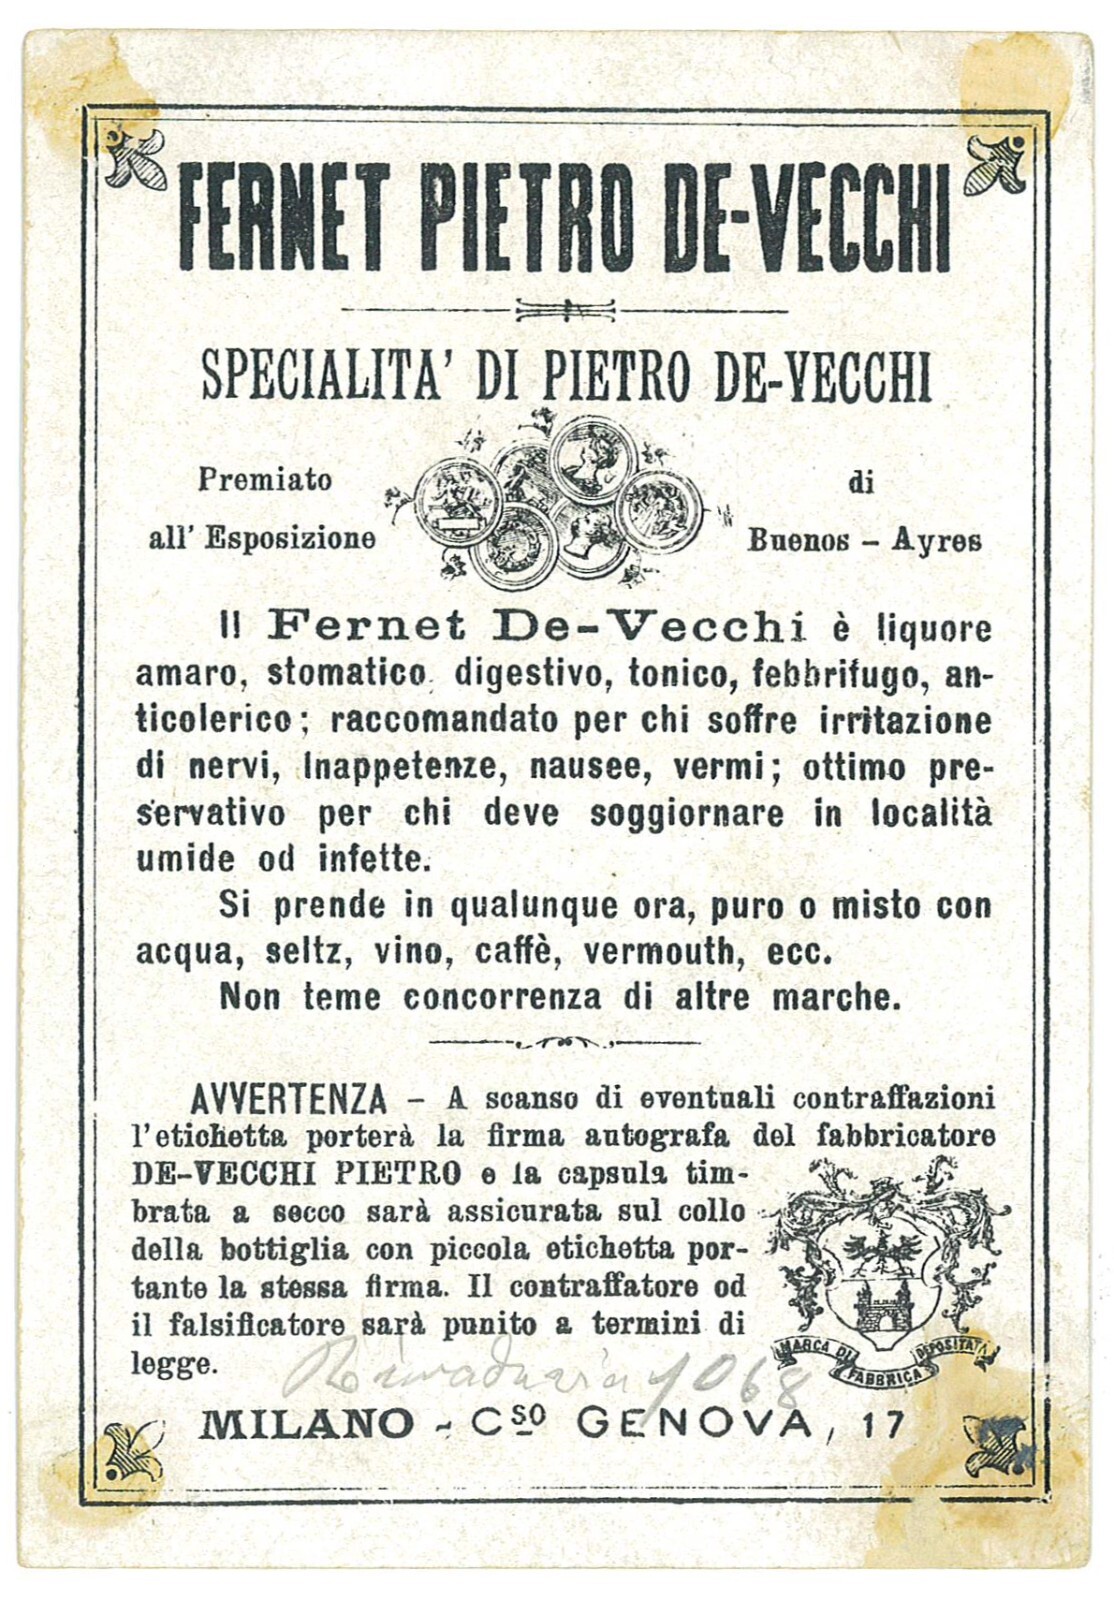 FERNET PIETRO DE-VECCHI
SPECIALITA' DI PIETRO DE-VECCHI
Premiato
all' Esposizione
di
Buenos - Ayres
Il Fernet De-Vecchi è liquore
amaro, stomatico digestivo, tonico, febbrifugo, an-
ticolerico; raccomandato per chi soffre irritazione
di nervi, inappetenze, nausee, vermi; ottimo pre-
servativo per chi deve soggiornare in località
umide od infette.
Si prende in qualunque ora, puro o misto con
acqua, seltz, vino, caffè, vermouth, ecc.
Non teme concorrenza di altre marche.
AVVERTENZA - A scanso di eventuali contraffazioni
l'etichetta porterà la firma autografa del fabbricatore
DE-VECCHI PIETRO e la capsula tim-
brata a secco sarà assicurata sul collo
della bottiglia con piccola etichetta por-
tante la stessa firma. Il contraffatore od
il falsificatore sarà punito a termini di
legge.
MARCA DI FABBRICA DEPOSITATA
Rivadavia 1068
MILANO - Cso GENOVA, 17